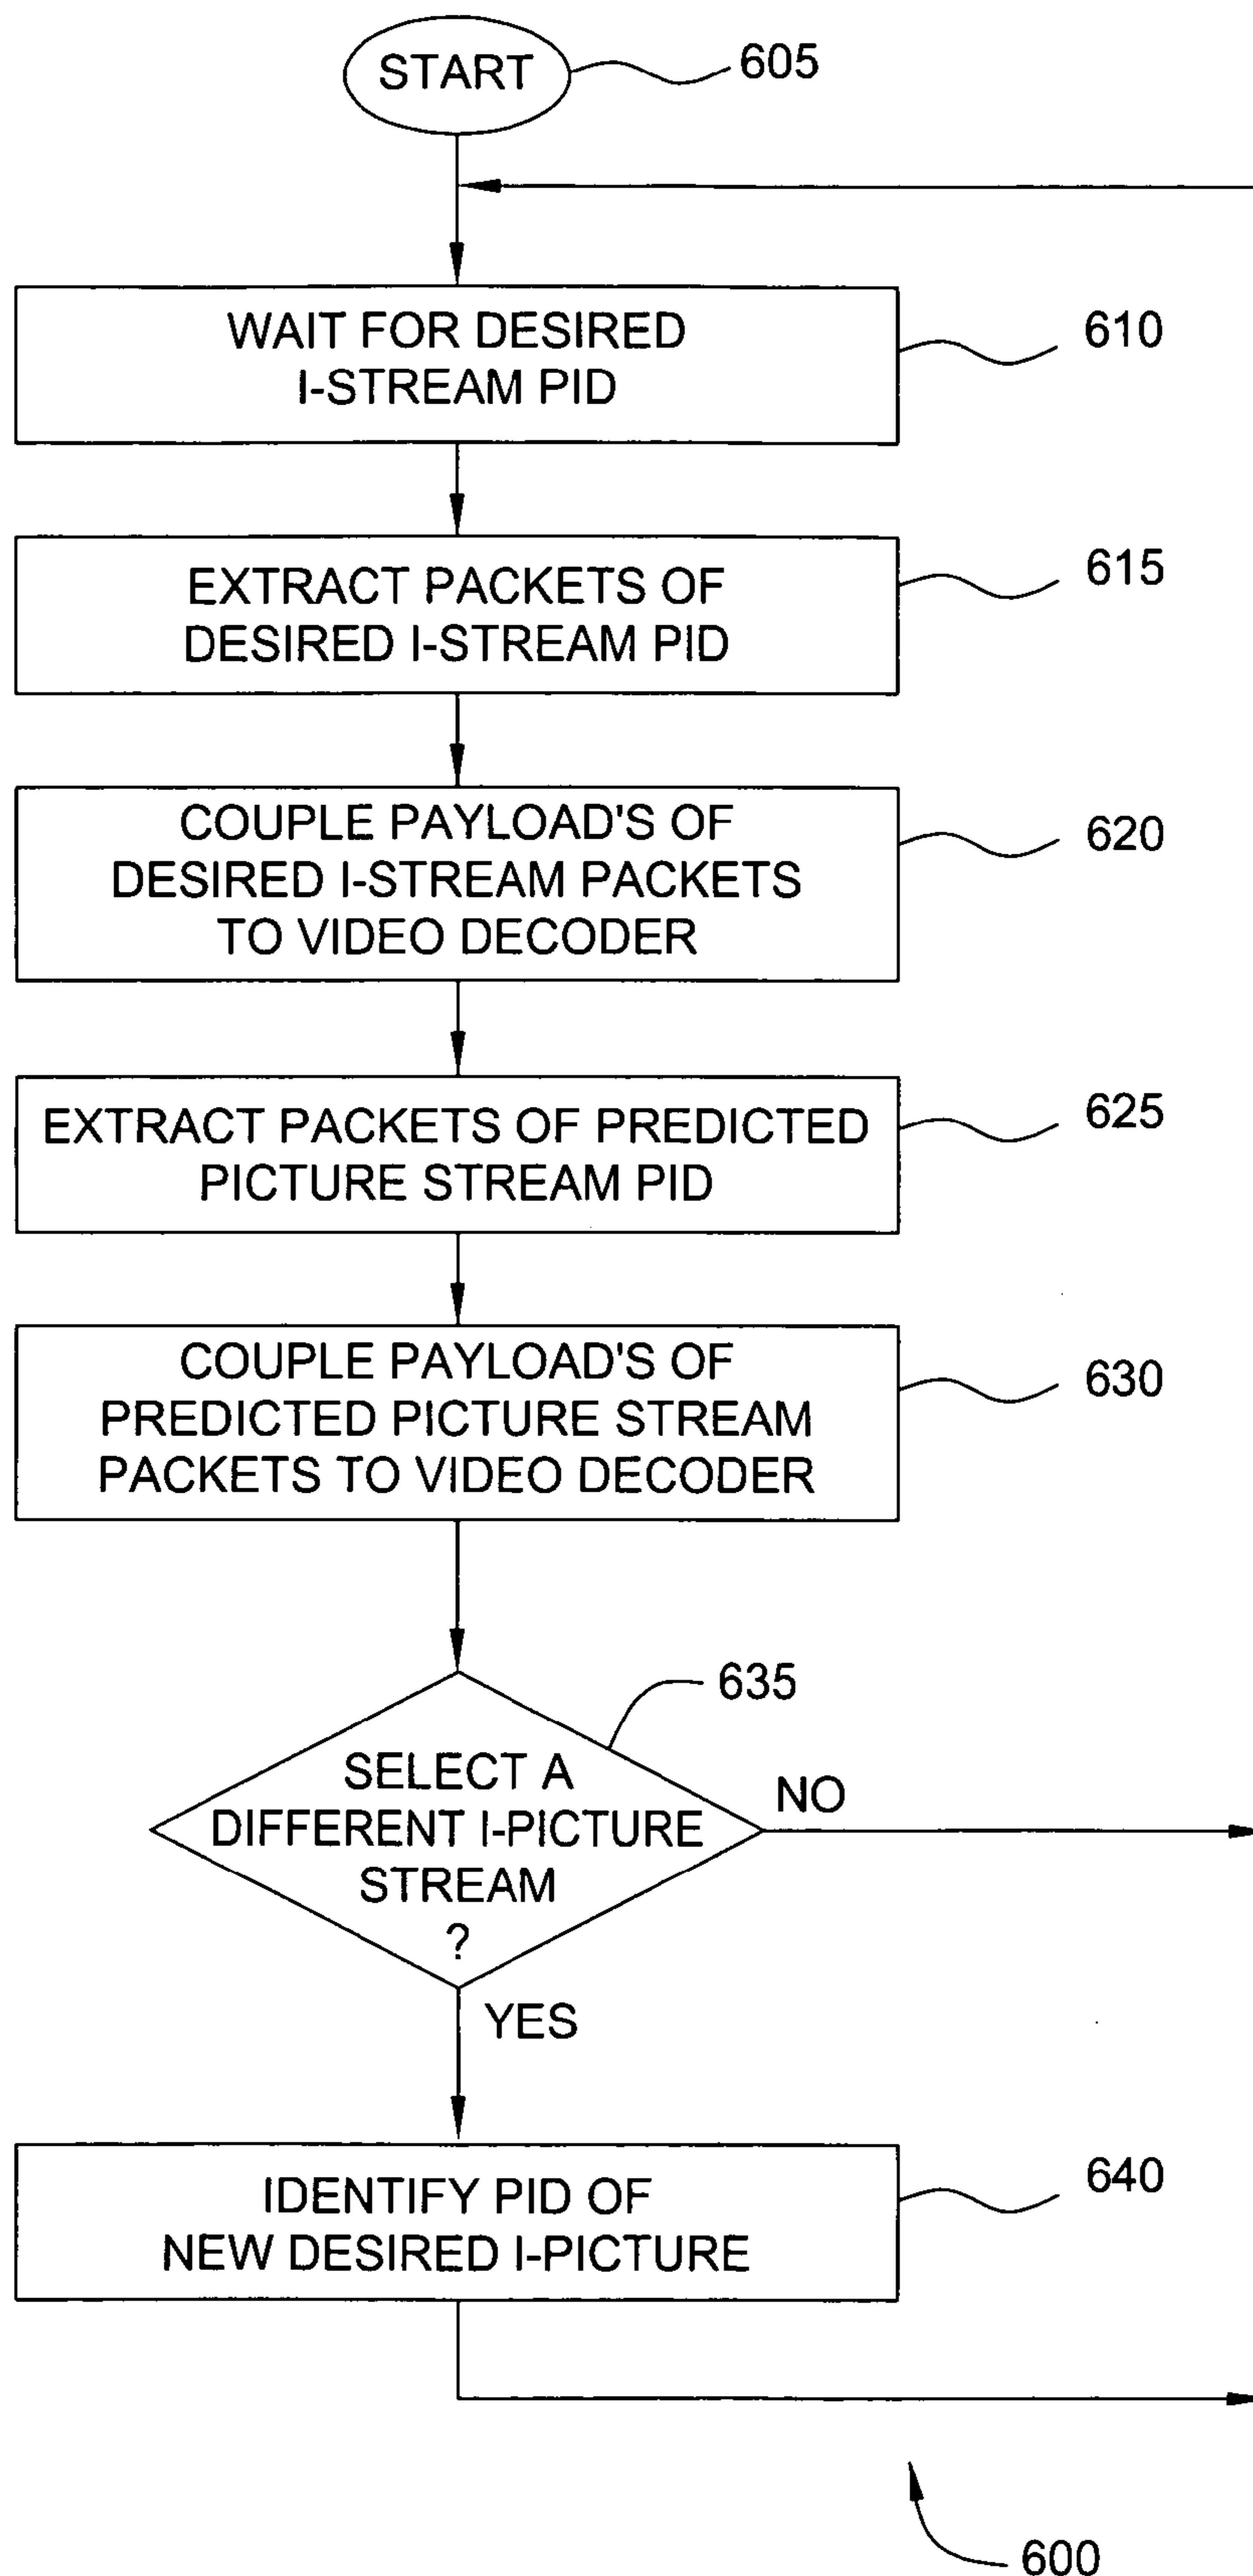 START
605
WAIT FOR DESIRED
I-STREAM PID
610
EXTRACT PACKETS OF
DESIRED I-STREAM PID
615
COUPLE PAYLOAD'S OF
DESIRED I-STREAM PACKETS
TO VIDEO DECODER
620
EXTRACT PACKETS OF PREDICTED
PICTURE STREAM PID
625
COUPLE PAYLOAD'S OF
PREDICTED PICTURE STREAM
PACKETS TO VIDEO DECODER
630
635
SELECT A
DIFFERENT I-PICTURE
STREAM
?
NO
YES
IDENTIFY PID OF
NEW DESIRED I-PICTURE
640
600